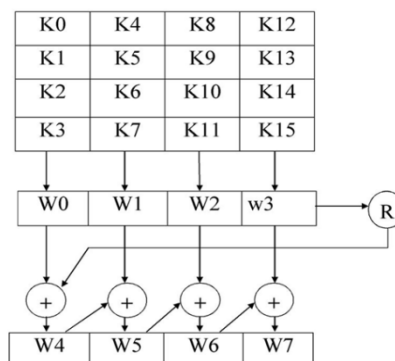 K0 K4 K8 K12
K1 K5 K9 K13
K2 K6 K10 K14
K3 K7 K11 K15
W0 W1 W2 w3
R
+ + + +
W4 W5 W6 W7